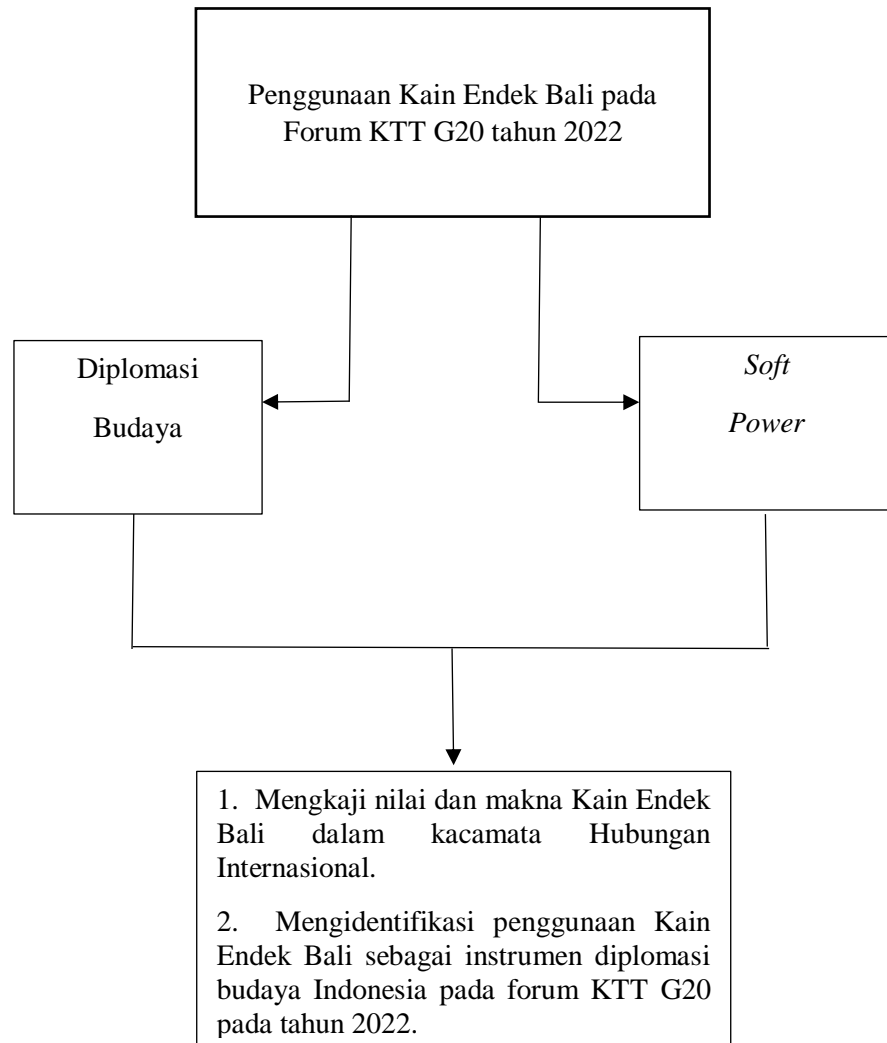 Penggunaan Kain Endek Bali pada
Forum KTT G20 tahun 2022
Diplomasi
Budaya
Soft
Power
1. Mengkaji nilai dan makna Kain Endek
Bali dalam kacamata Hubungan
Internasional.
2. Mengidentifikasi penggunaan Kain
Endek Bali sebagai instrumen diplomasi
budaya Indonesia pada forum KTT G20
pada tahun 2022.